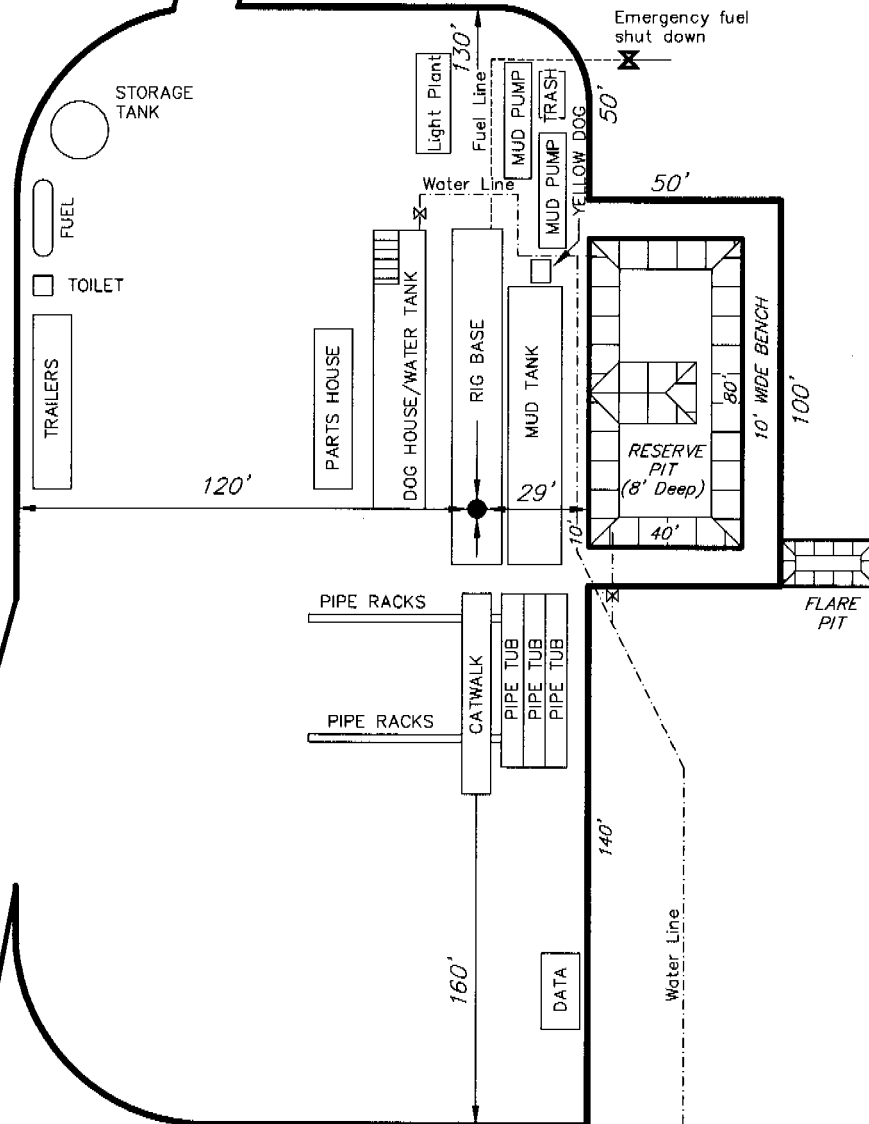 Emergency fuel
shut down
130'
Light Plant
Fuel Line
MUD PUMP
TRASH
50'
STORAGE
TANK
MUD PUMP
YELLOW DOG
Water Line
50'
FUEL
TOILET
TRAILERS
PARTS HOUSE
DOG HOUSE/WATER TANK
RIG BASE
MUD TANK
80'
10' WIDE BENCH
100'
RESERVE
PIT
(8' Deep)
120'
29'
10'
40'
FLARE
PIT
PIPE RACKS
CATWALK
PIPE TUB
PIPE TUB
PIPE TUB
PIPE RACKS
140'
Water Line
160'
DATA